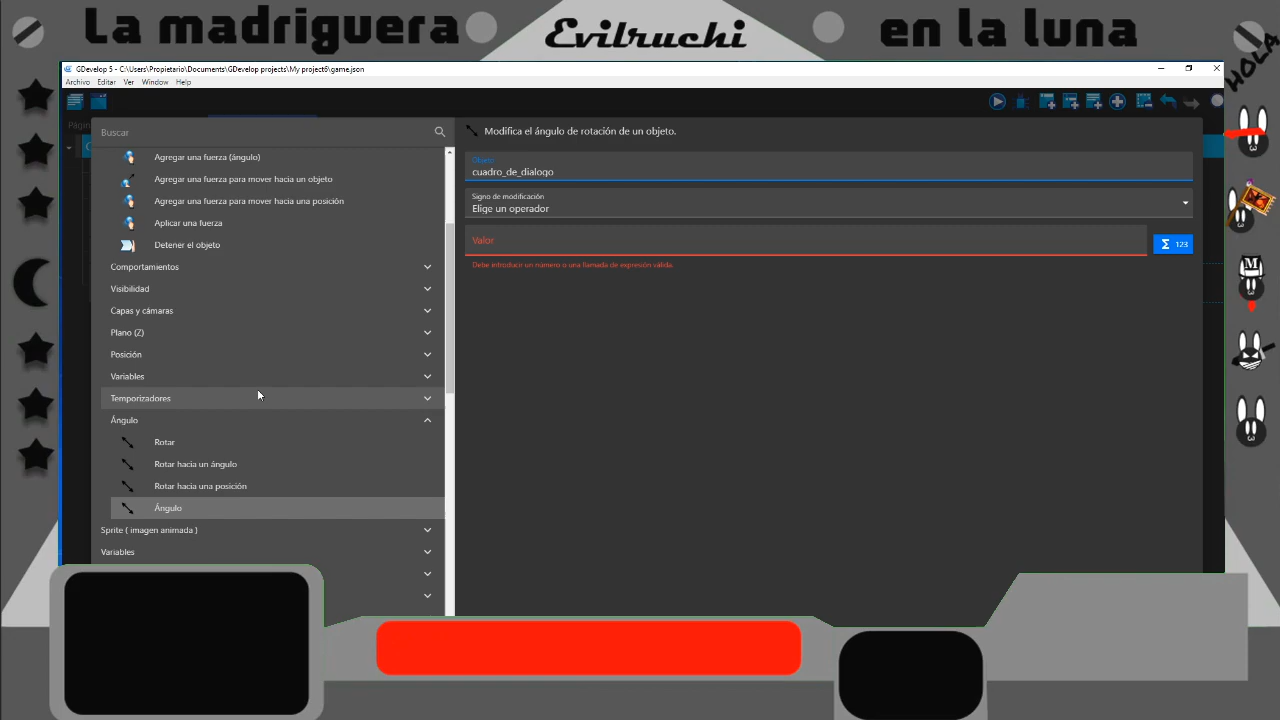 La madriguera
Evilruchi
en la luna
HOLA
GDevelop 5 - C:\Users\Propietario\Documents\GDevelop projects\My project6\game.json
Archivo Editar Ver Window Help
Buscar
Agregar una fuerza (ángulo)
Agregar una fuerza para mover hacia un objeto
Agregar una fuerza para mover hacia una posición
Aplicar una fuerza
Detener el objeto
Comportamientos
Visibilidad
Capas y cámaras
Plano (Z)
Posición
Variables
Temporizadores
Ángulo
Rotar
Rotar hacia un ángulo
Rotar hacia una posición
Ángulo
Sprite ( imagen animada )
Variables
Modifica el ángulo de rotación de un objeto.
Objeto
cuadro_de_dialogo
Signo de modificación
Elige un operador
Valor
Σ 123
Debe introducir un número o una llamada de expresión válida.
M